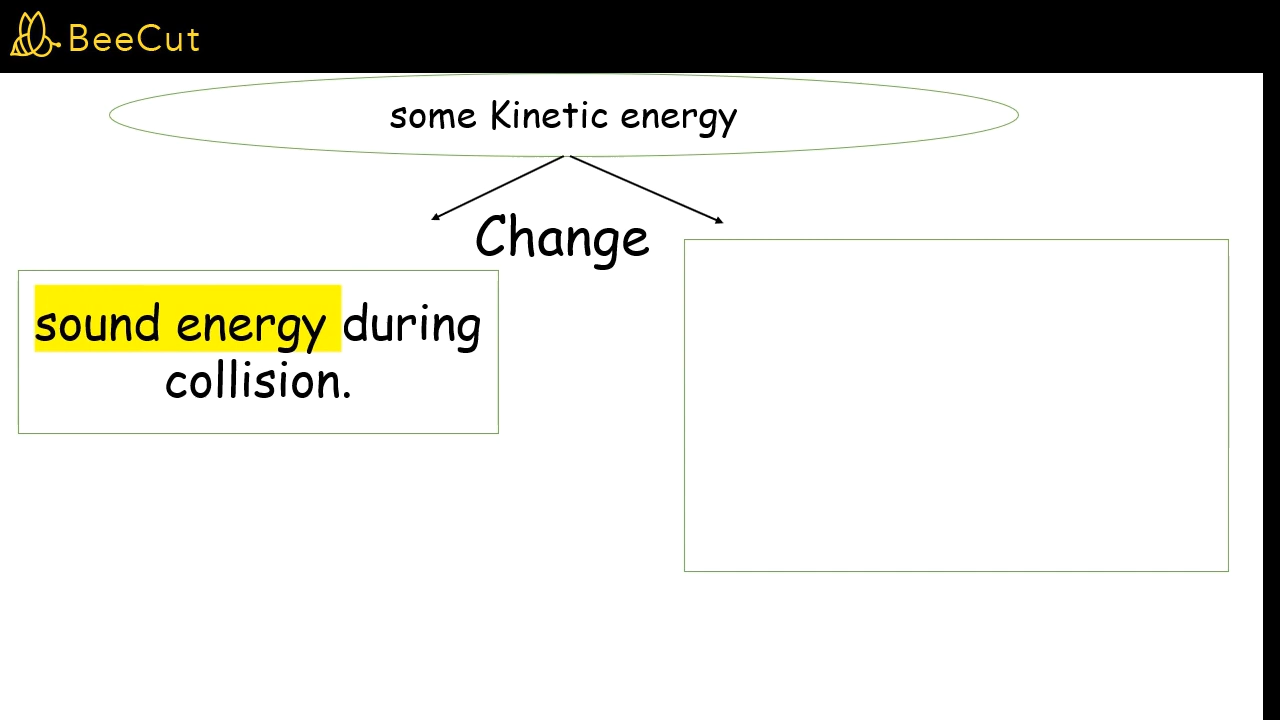 BeeCut
some Kinetic energy
Change
sound energy during
collision.